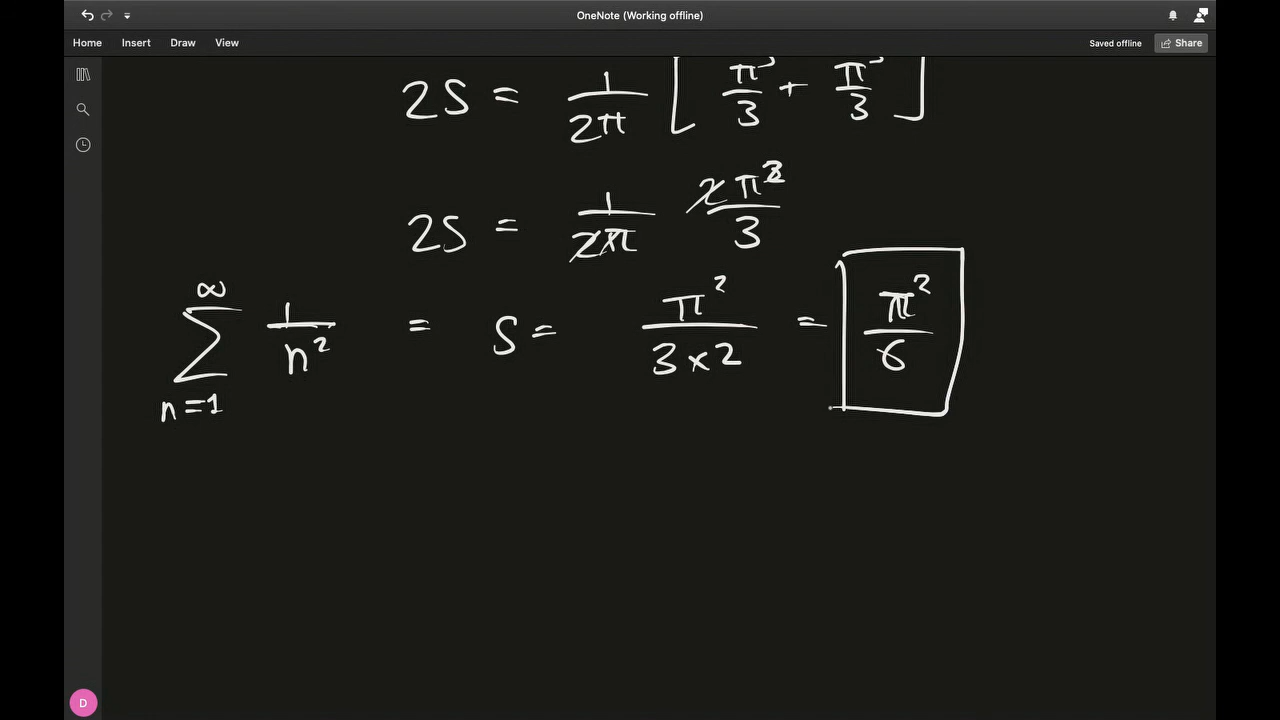 OneNote (Working offline)
Home Insert Draw View
Saved offline Share
2S = 1/2π [ π³/3 + π³/3 ]
2S = 1/2π 2π³/3
∞ ∑ n=1 1/n² = S = π²/3×2 = π²/6
D